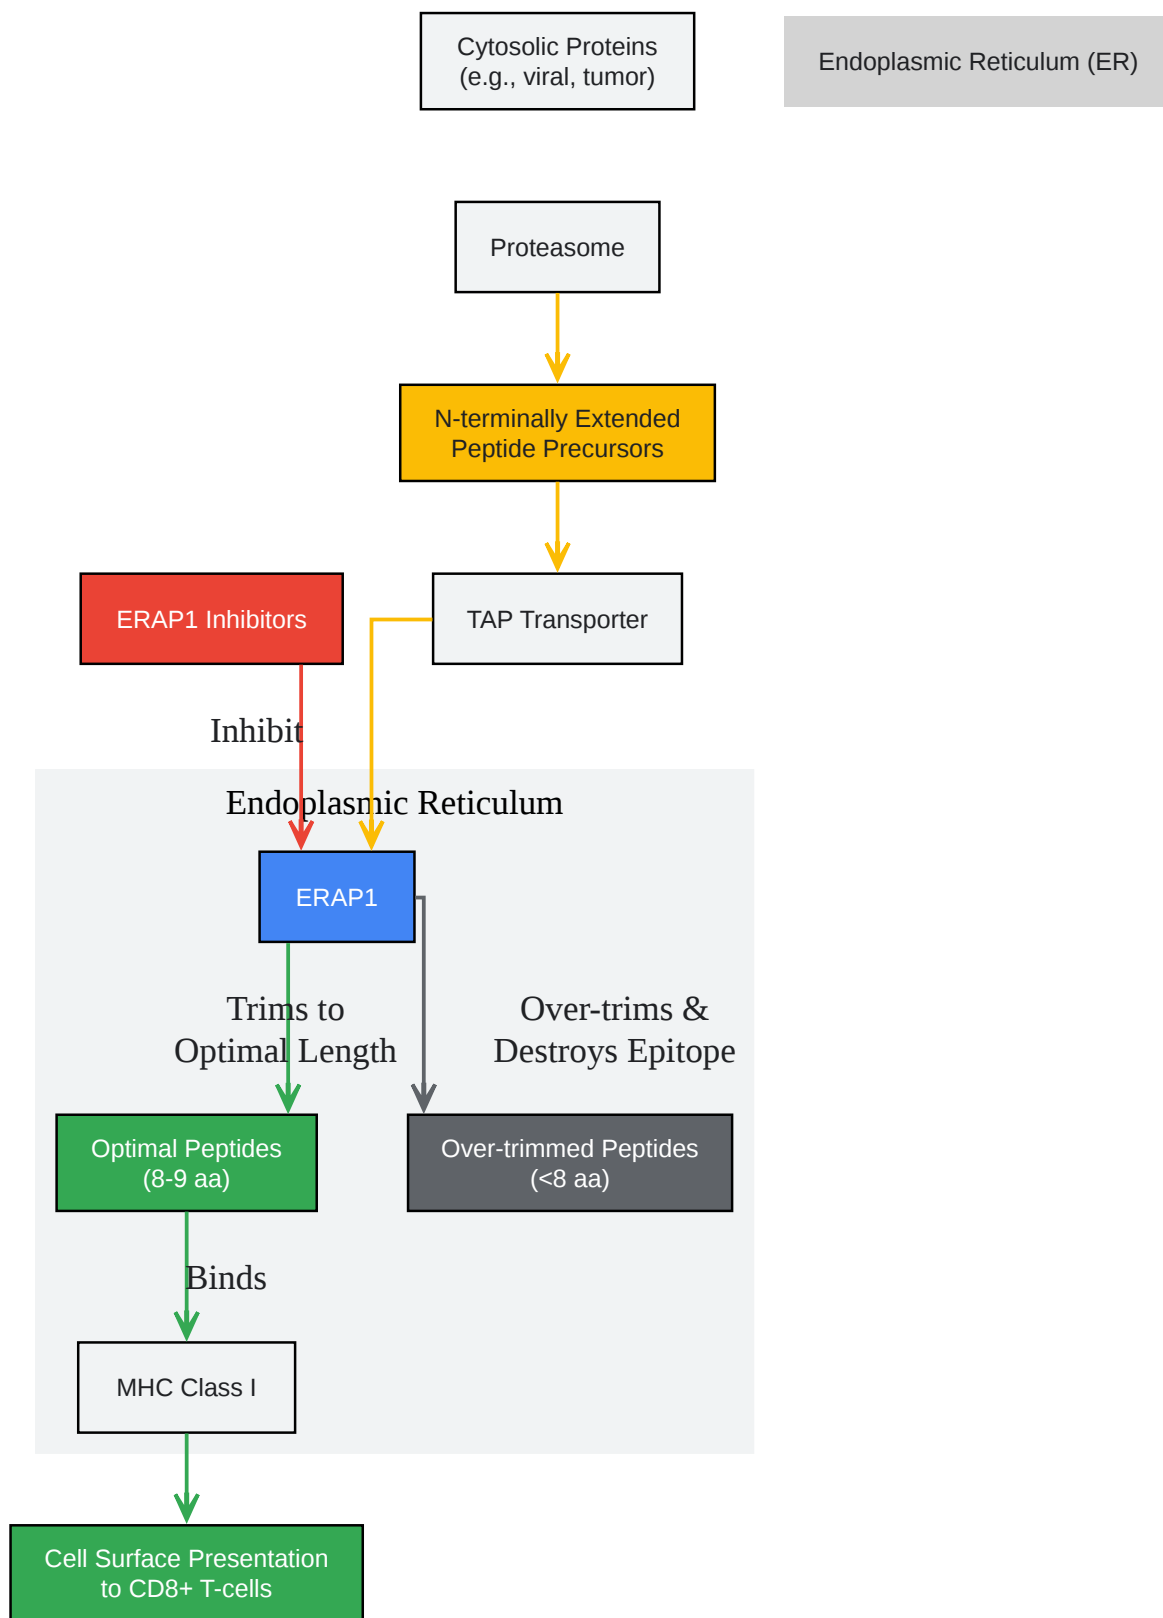 Cytosolic Proteins
(e.g., viral, tumor)
Endoplasmic Reticulum (ER)
Proteasome
N-terminally Extended
Peptide Precursors
ERAP1 Inhibitors
TAP Transporter
Inhibit
Endoplasmic Reticulum
ERAP1
Trims to
Optimal Length
Over-trims &
Destroys Epitope
Optimal Peptides
(8-9 aa)
Over-trimmed Peptides
(<8 aa)
Binds
MHC Class I
Cell Surface Presentation
to CD8+ T-cells